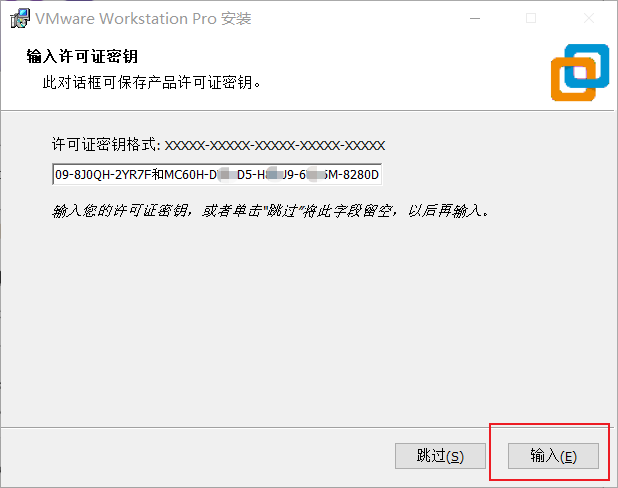 VMware Workstation Pro 安装
输入许可证密钥
此对话框可保存产品许可证密钥。
许可证密钥格式: XXXXX-XXXXX-XXXXX-XXXXX-XXXXX
09-8J0QH-2YR7F和MC60H-D D5-H J9-6 M-8280D
输入您的许可证密钥，或者单击"跳过"将此字段留空，以后再输入。
跳过(S)
输入(E)